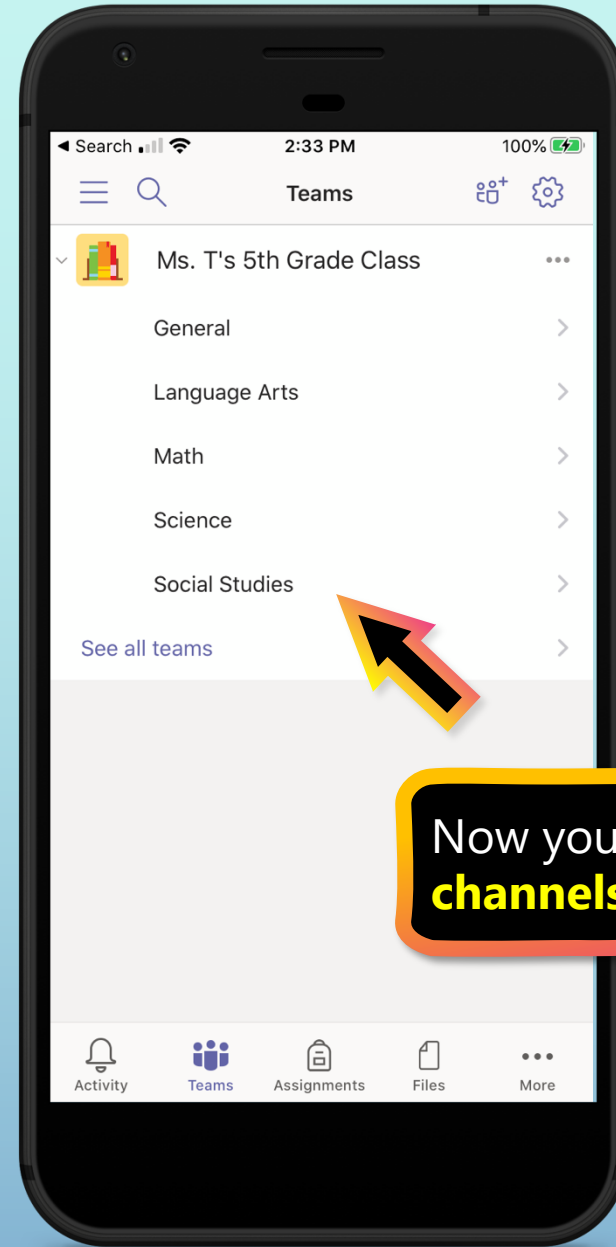 ◀ Search 2:33 PM 100%
Teams
Ms. T's 5th Grade Class
General
Language Arts
Math
Science
Social Studies
See all teams
Now you
channels
Activity Teams Assignments Files More